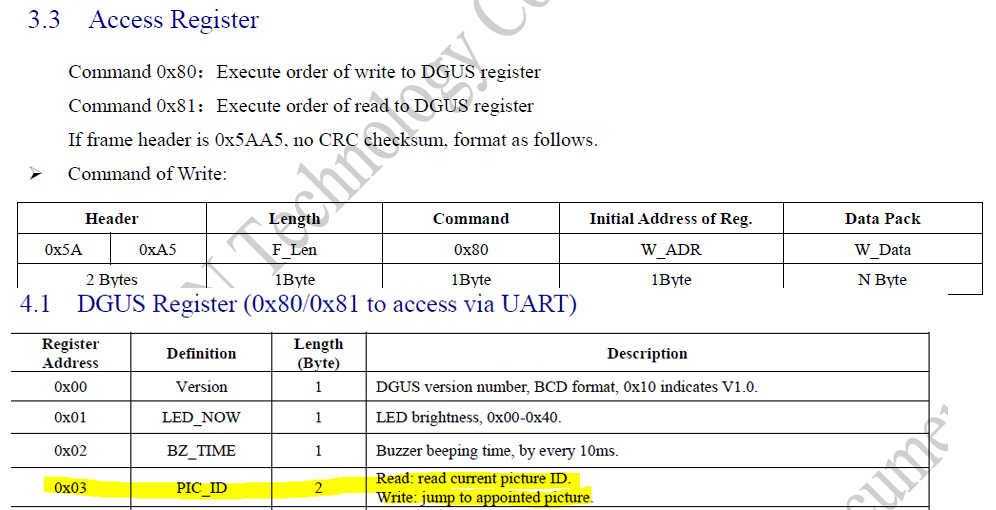 3.3 Access Register
Command 0x80：Execute order of write to DGUS register
Command 0x81：Execute order of read to DGUS register
If frame header is 0x5AA5, no CRC checksum, format as follows.
➢ Command of Write:
Header Length Command Initial Address of Reg. Data Pack
0x5A 0xA5 F_Len 0x80 W_ADR W_Data
2 Bytes 1Byte 1Byte 1Byte N Byte
4.1 DGUS Register (0x80/0x81 to access via UART)
Register Address Definition Length (Byte) Description
0x00 Version 1 DGUS version number, BCD format, 0x10 indicates V1.0.
0x01 LED_NOW 1 LED brightness, 0x00-0x40.
0x02 BZ_TIME 1 Buzzer beeping time, by every 10ms.
0x03 PIC_ID 2 Read: read current picture ID.
Write: jump to appointed picture.
Technology